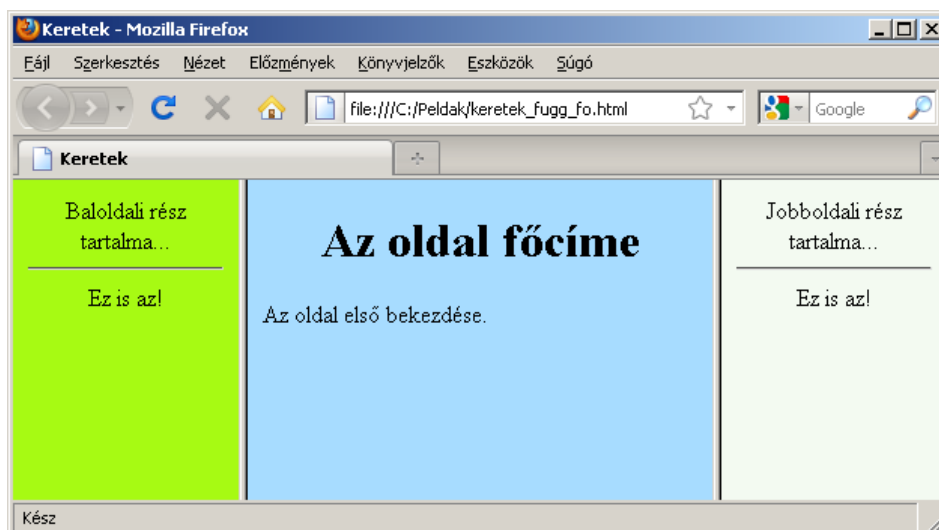 Keretek - Mozilla Firefox
Fájl Szerkesztés Nézet Előzmények Könyvjelzők Eszközök Súgó
file:///C:/Peldak/keretek_fugg_fo.html Google
Keretek
Baloldali rész
tartalma...
Ez is az!
Az oldal főcíme
Az oldal első bekezdése.
Jobboldali rész
tartalma...
Ez is az!
Kész